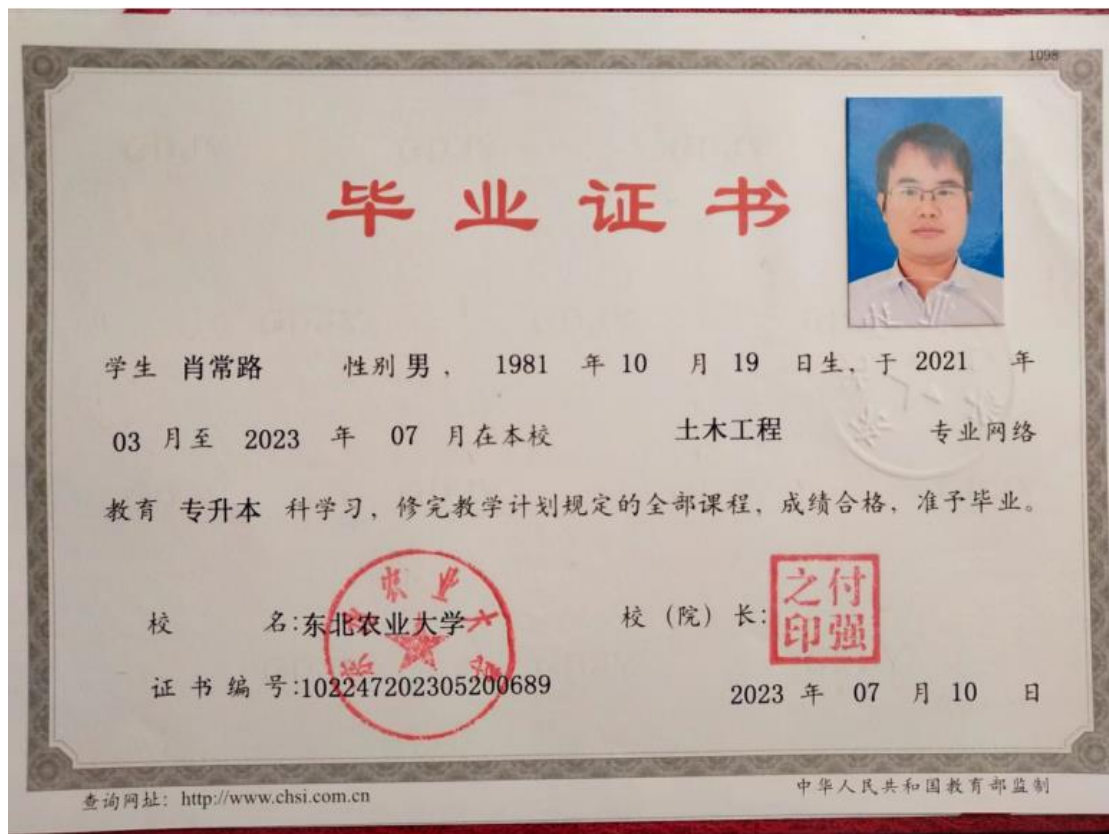 1098
毕业证书
学生 肖常路 性别 男 , 1981 年 10 月 19 日生, 于 2021 年
03 月至 2023 年 07 月在本校 土木工程 专业网络
教育 专升本 科学习, 修完教学计划规定的全部课程, 成绩合格, 准予毕业。
校 名:东北农业大学 校 (院) 长: 付强之印
东北农业大学
证 书 编 号:102247202305200689
2023 年 07 月 10 日
查询网址: http://www.chsi.com.cn
中华人民共和国教育部监制